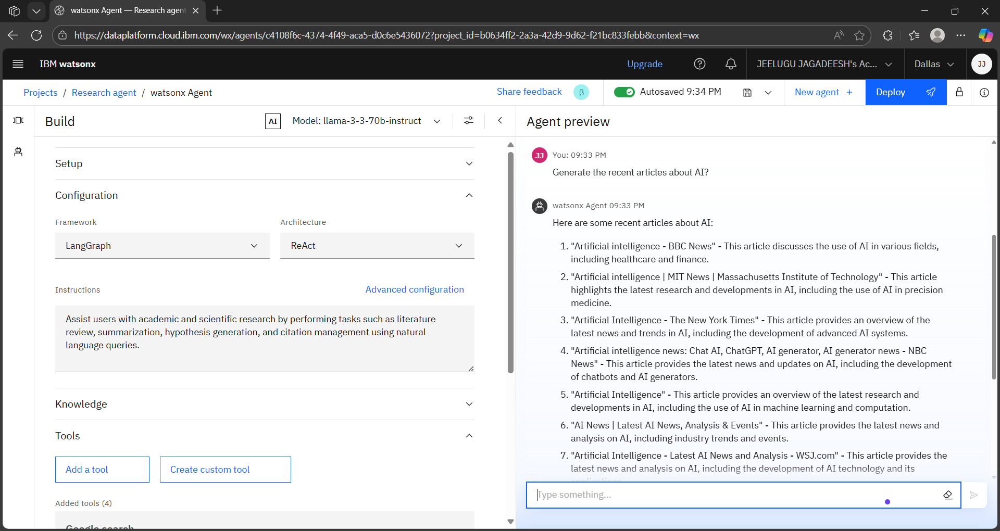 watsonx Agent — Research agent
https://dataplatform.cloud.ibm.com/wx/agents/c4108f6c-4374-4f49-aca5-d0c6e5436072?project_id=b0634ff2-2a3a-42d9-9d62-f21bc833febb&context=wx
IBM watsonx
Upgrade
JEELUGU JAGADEESH's Ac...
Dallas
JJ
Projects / Research agent / watsonx Agent
Share feedback
β
Autosaved 9:34 PM
New agent +
Deploy
Build
AI
Model: llama-3-3-70b-instruct
Setup
Configuration
Framework
Architecture
LangGraph
ReAct
Instructions
Advanced configuration
Assist users with academic and scientific research by performing tasks such as literature
review, summarization, hypothesis generation, and citation management using natural
language queries.
Knowledge
Tools
Add a tool
Create custom tool
Added tools (4)
Google search
Agent preview
JJ
You: 09:33 PM
Generate the recent articles about AI?
watsonx Agent 09:33 PM
Here are some recent articles about AI:
1. "Artificial intelligence - BBC News" - This article discusses the use of AI in various fields,
including healthcare and finance.
2. "Artificial intelligence | MIT News | Massachusetts Institute of Technology" - This article
highlights the latest research and developments in AI, including the use of AI in precision
medicine.
3. "Artificial Intelligence - The New York Times" - This article provides an overview of the
latest news and trends in AI, including the development of advanced AI systems.
4. "Artificial intelligence news: Chat AI, ChatGPT, AI generator, AI generator news - NBC
News" - This article provides the latest news and updates on AI, including the development
of chatbots and AI generators.
5. "Artificial Intelligence" - This article provides an overview of the latest research and
developments in AI, including the use of AI in machine learning and computation.
6. "AI News | Latest AI News, Analysis & Events" - This article provides the latest news and
analysis on AI, including industry trends and events.
7. "Artificial Intelligence - Latest AI News and Analysis - WSJ.com" - This article provides the
latest news and analysis on AI, including the development of AI technology and its
Type something...